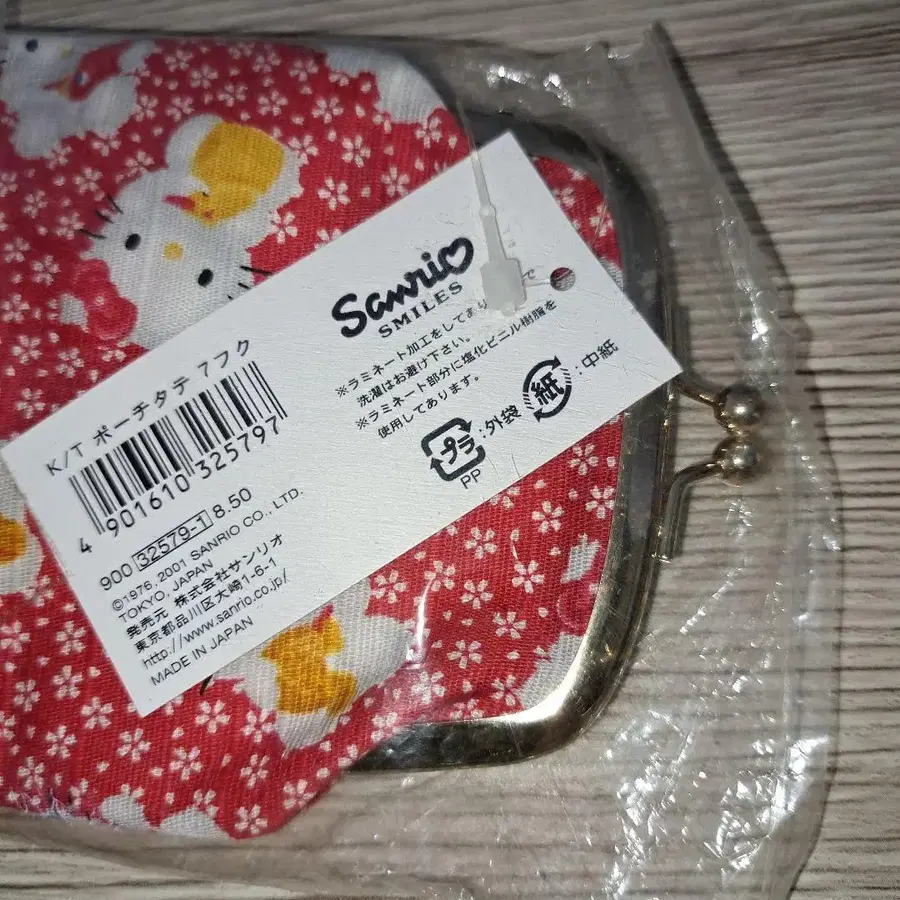 Sanrio
SMILES
※ラミネート加工をしてあり で
洗濯はお避け下さい。
※ラミネート部分に塩化ビニル樹脂を
使用してあります。
プラ :外袋 紙 :中紙
PP
K/T ポーチタテ 7フク
4 901610 325797
900 32579-1 8.50
©1976, 2001 SANRIO CO., LTD.
TOKYO, JAPAN
発売元 株式会社サンリオ
東京都品川区大崎1-6-1
http://www.sanrio.co.jp/
MADE IN JAPAN